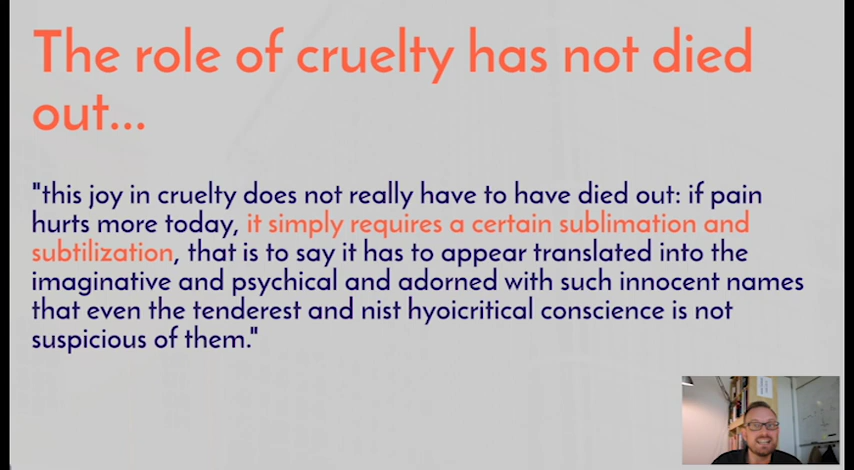 The role of cruelty has not died
out...
"this joy in cruelty does not really have to have died out: if pain
hurts more today, it simply requires a certain sublimation and
subtilization, that is to say it has to appear translated into the
imaginative and psychical and adorned with such innocent names
that even the tenderest and nist hyoicritical conscience is not
suspicious of them."